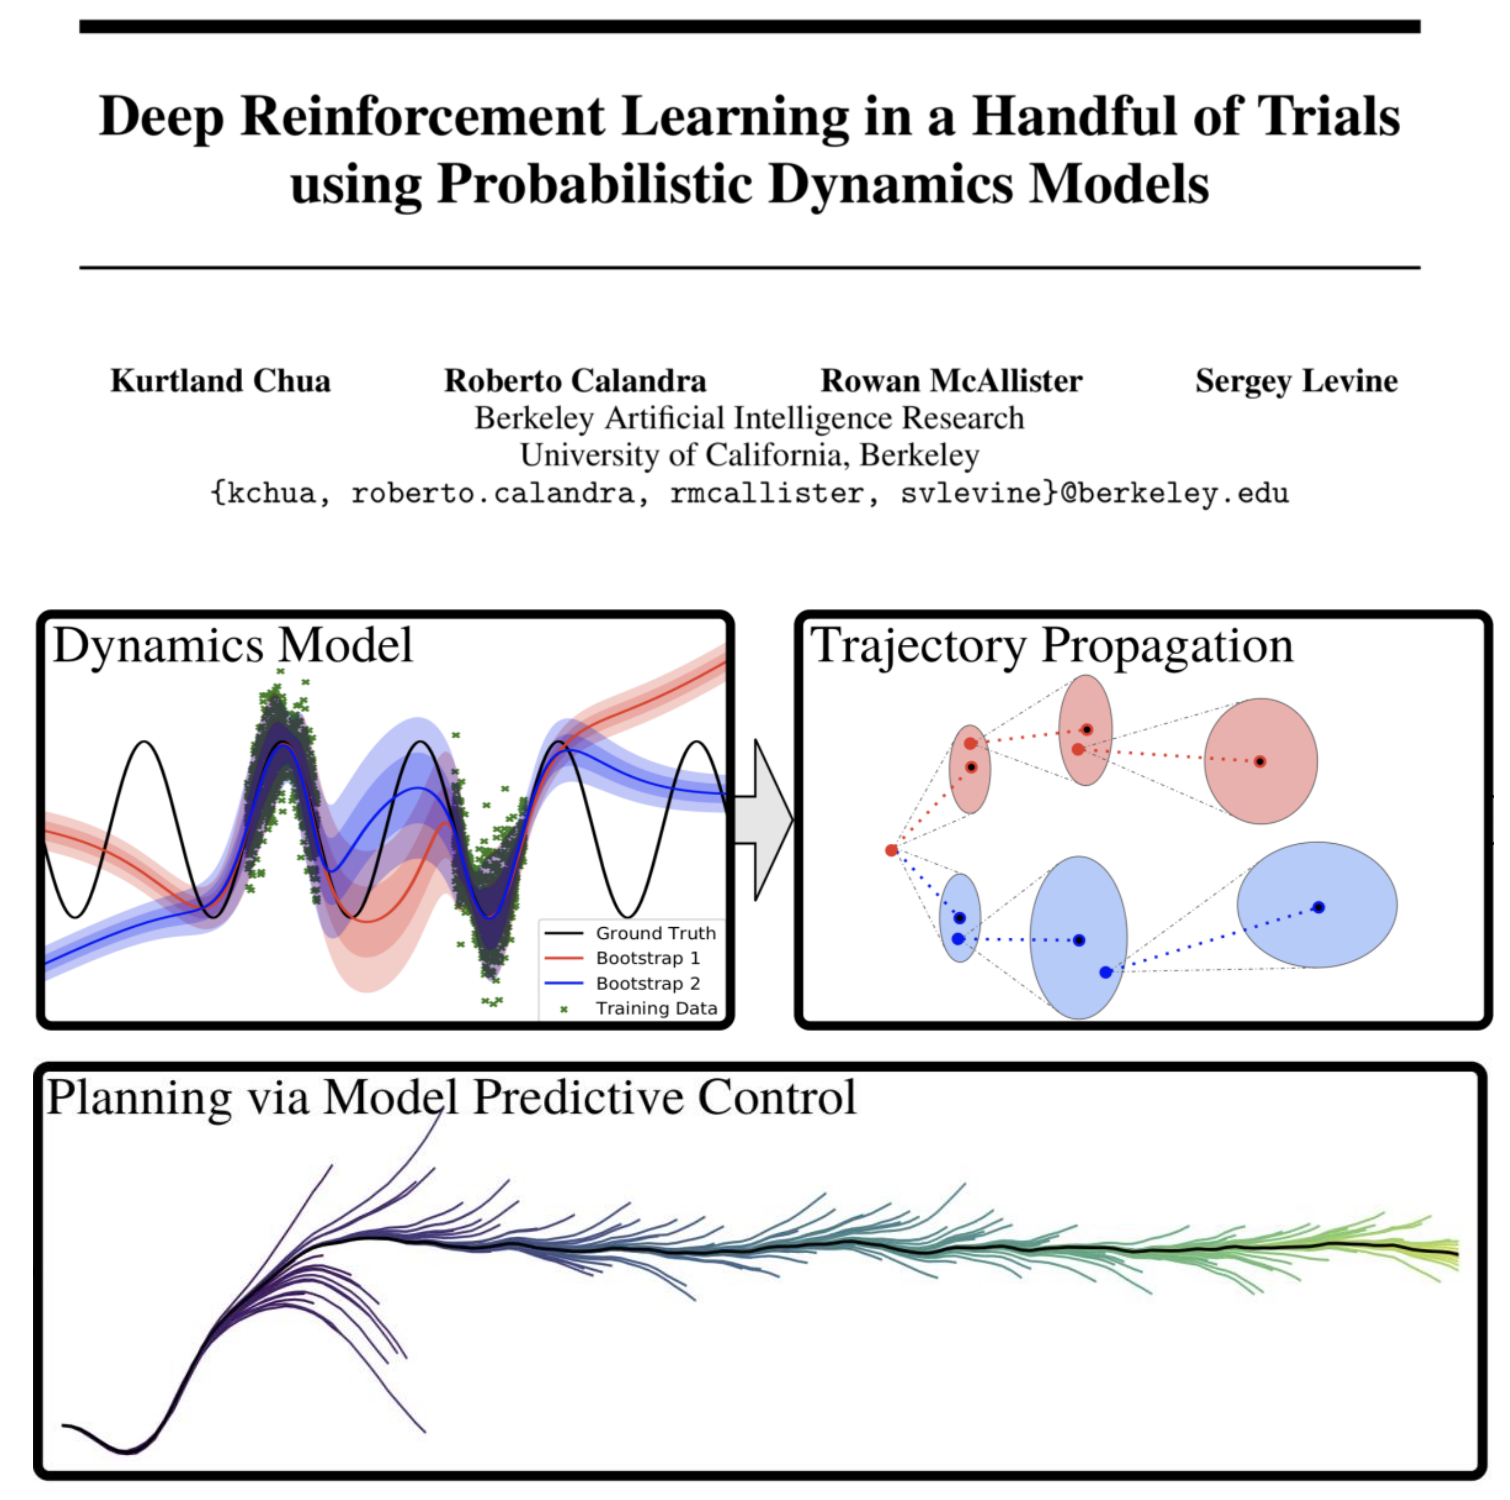 Deep Reinforcement Learning in a Handful of Trials
using Probabilistic Dynamics Models
Kurtland Chua Roberto Calandra Rowan McAllister Sergey Levine
Berkeley Artificial Intelligence Research
University of California, Berkeley
{kchua, roberto.calandra, rmcallister, svlevine}@berkeley.edu
Dynamics Model
Ground Truth
Bootstrap 1
Bootstrap 2
Training Data
Trajectory Propagation
Planning via Model Predictive Control